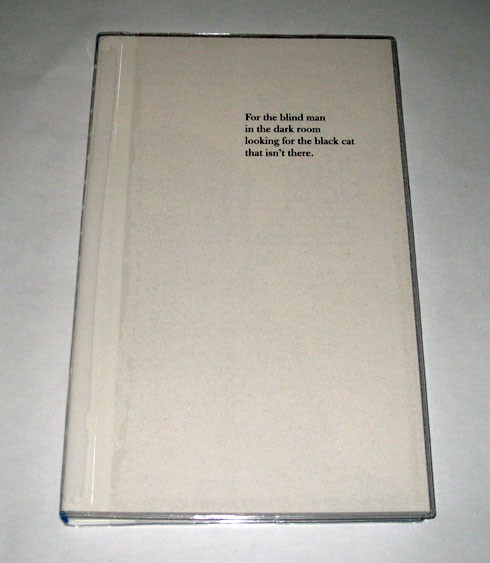 For the blind man
in the dark room
looking for the black cat
that isn't there.